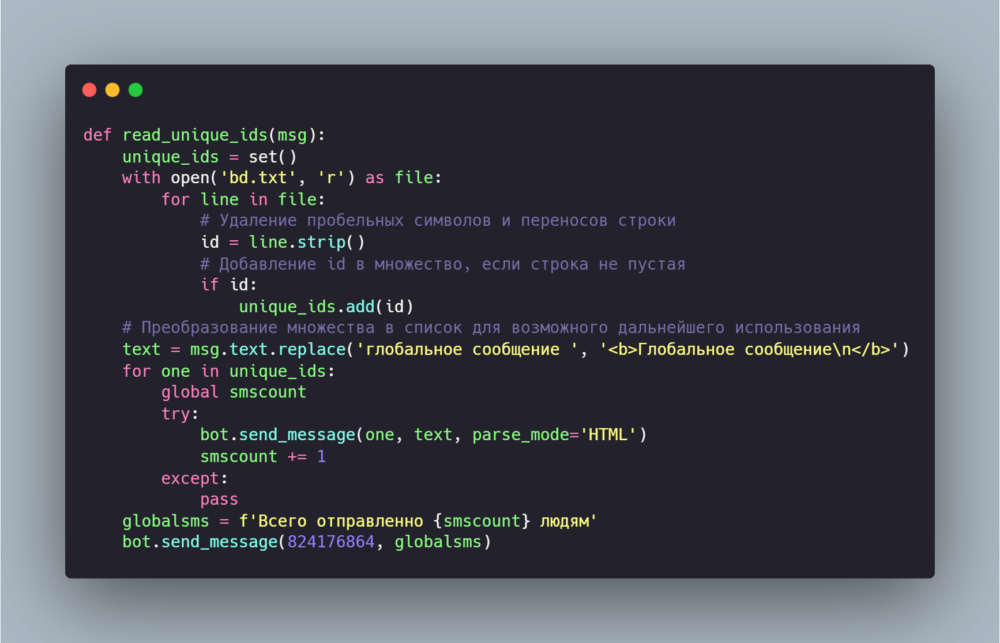 def read_unique_ids(msg):
    unique_ids = set()
    with open('bd.txt', 'r') as file:
        for line in file:
            # Удаление пробельных символов и переносов строки
            id = line.strip()
            # Добавление id в множество, если строка не пустая
            if id:
                unique_ids.add(id)
    # Преобразование множества в список для возможного дальнейшего использования
    text = msg.text.replace('глобальное сообщение ', '<b>Глобальное сообщение\n</b>')
    for one in unique_ids:
        global smscount
        try:
            bot.send_message(one, text, parse_mode='HTML')
            smscount += 1
        except:
            pass
    globalsms = f'Всего отправленно {smscount} людям'
    bot.send_message(824176864, globalsms)